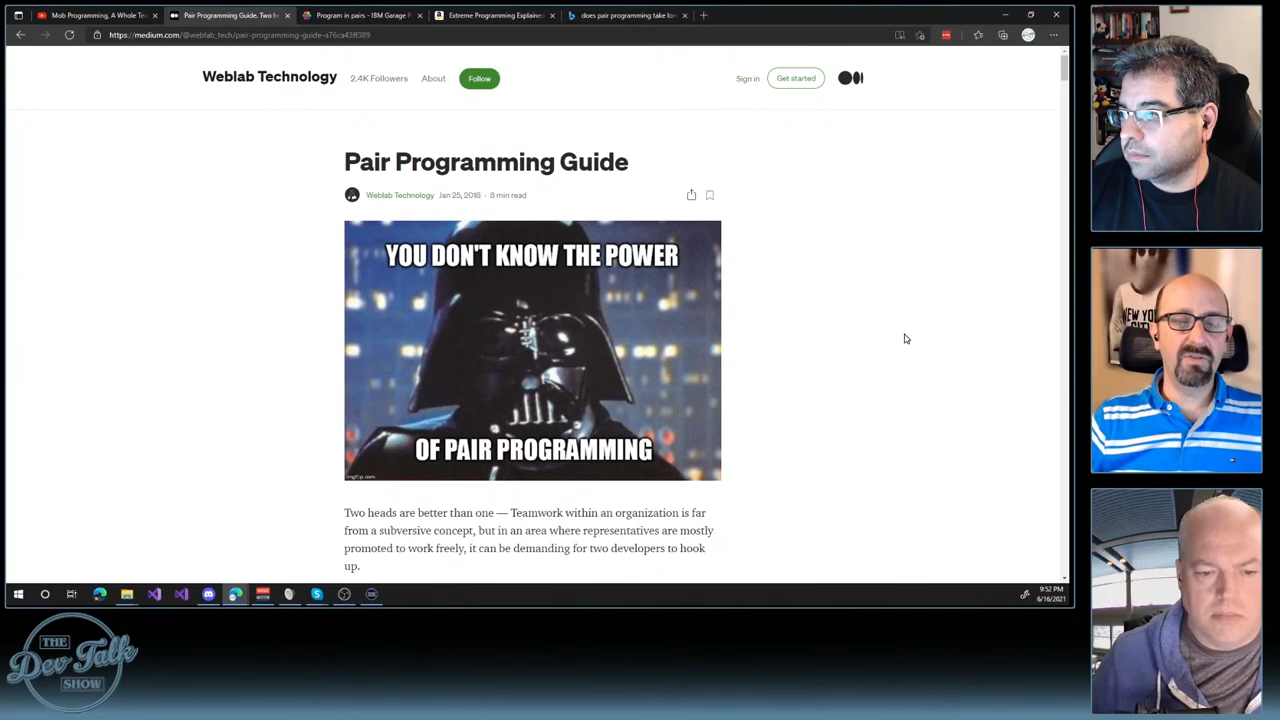 Mob Programming, A Whole Te
Pair Programming Guide. Two h
Program in pairs - IBM Garage P
Extreme Programming Explaine
does pair programming take lo
https://medium.com/@weblab_tech/pair-programming-guide-a76ca43ff389
Weblab Technology
2.4K Followers
About
Follow
Sign in
Get started
Pair Programming Guide
Weblab Technology Jan 25, 2018 · 8 min read
YOU DON'T KNOW THE POWER
OF PAIR PROGRAMMING
imgflip.com
Two heads are better than one — Teamwork within an organization is far
from a subversive concept, but in an area where representatives are mostly
promoted to work freely, it can be demanding for two developers to hook
up.
9:52 PM
6/16/2021
THE
Dev Talk
SHOW
NEW YO